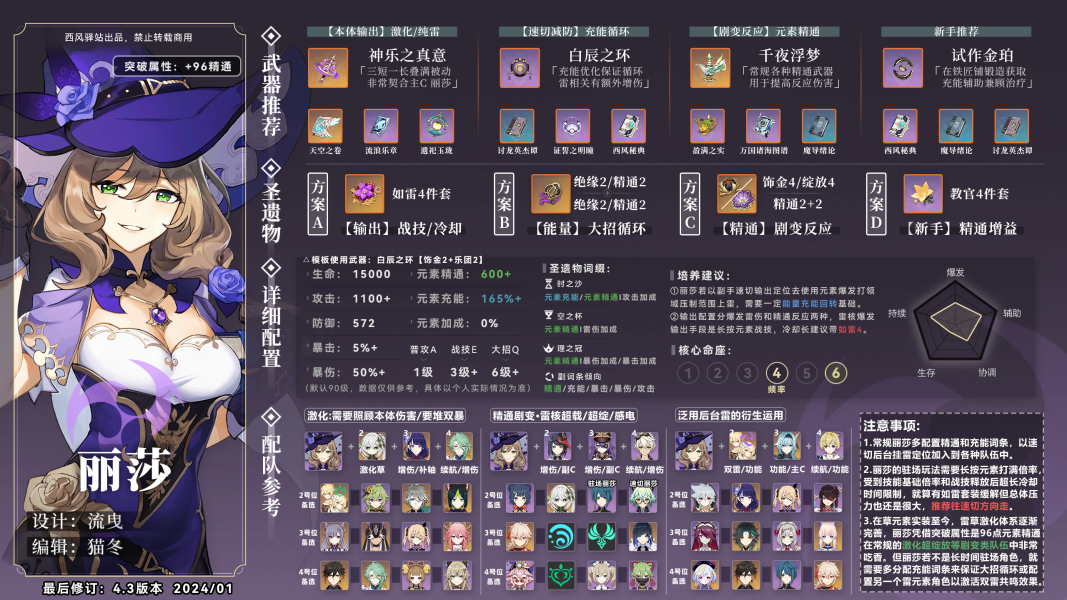 西风驿站出品，禁止转载商用
突破属性：+96精通
丽莎
设计：流曳
编辑：猫冬
最后修订：4.3版本 2024/01
武器推荐
【本体输出】激化/纯雷
神乐之真意
「三短一长叠满被动
非常契合主C 丽莎」
天空之卷
流浪乐章
遗祀玉珑
【速切减防】充能循环
白辰之环
「充能优化保证循环
雷相关有额外增伤」
讨龙英杰谭
证誓之明瞳
西风秘典
【剧变反应】元素精通
千夜浮梦
「常规各种精通武器
用于提高反应伤害」
盈满之实
万国诸海图谱
魔导绪论
新手推荐
试作金珀
「在铁匠铺锻造获取
充能辅助兼顾治疗」
西风秘典
魔导绪论
讨龙英杰谭
圣遗物
方案A
如雷4件套
【输出】战技/冷却
方案B
绝缘2/精通2
绝缘2/精通2
【能量】大招循环
方案C
饰金4/绽放4
精通2+2
【精通】剧变反应
方案D
教官4件套
【新手】精通增益
详细配置
△模板使用武器：白辰之环【饰金2+乐团2】
生命： 15000
元素精通： 600+
攻击： 1100+
元素充能： 165%+
防御： 572
元素加成： 0%
暴击： 5%+
普攻A 战技E 大招Q
暴伤： 50%+
1级 3级+ 6级+
(默认90级，数据仅供参考，具体以个人实际情况为准)
圣遗物词缀：
时之沙
元素充能/元素精通|攻击加成
空之杯
元素精通|雷伤加成
理之冠
元素精通|暴伤加成/暴击加成
副词条倾向
精通/充能/暴击/暴伤/攻击
培养建议：
①丽莎若以副手速切输出定位去使用元素爆发打领
域压制范围上雷，需要一定能量充能回转基础。
②输出配置分爆发雷伤和精通反应两种，雷核爆发
输出手段是长按元素战技，冷却长建议带如雷4。
核心命座：
1 2 3 4 5 6
频率
爆发
辅助
协调
生存
持续
配队参考
激化:需要照顾本体伤害/要堆双暴
2 3 4
激化草
增伤/补轴
续航/增伤
2号位
备选
3号位
备选
4号位
备选
精通剧变·雷核超载/超绽/感电
2 3 4
增伤/副C
增伤/副C
续航/增伤
驻场丽莎
速切丽莎
2号位
备选
3号位
备选
4号位
备选
泛用后台雷的衍生运用
2 3 4
双雷/功能
功能/主C
续航/功能
2号位
备选
3号位
备选
4号位
备选
注意事项:
1.常规丽莎多配置精通和充能词条，以速
切后台挂雷定位加入到各种队伍中。
2.丽莎的驻场玩法需要长按元素打满倍率，
受到技能基础倍率和战技释放后超长冷却
时间限制，就算有如雷套装缓解但总体压
力也还是很大，推荐往速切方向走。
3.在草元素实装至今，雷草激化体系逐渐
完善，丽莎凭借突破属性是96点元素精通
在常规的激化超绽放等剧变类队伍中非常
吃香，但丽莎若不是长时间驻场角色，就
需要多分配充能词条来保证大招循环或配
置另一个雷元素角色以激活双雷共鸣效果。